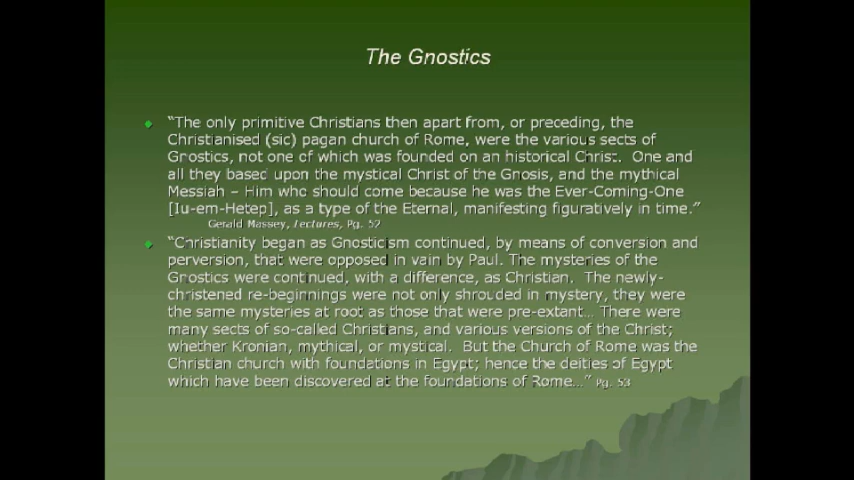 The Gnostics
“The only primitive Christians then apart from, or preceding, the
Christianised (sic) pagan church of Rome, were the various sects of
Gnostics, not one of which was founded on an historical Christ. One and
all they based upon the mystical Christ of the Gnosis, and the mythical
Messiah – Him who should come because he was the Ever-Coming-One
[Iu-em-Hetep], as a type of the Eternal, manifesting figuratively in time.”
Gerald Massey, Lectures, Pg. 52
“Christianity began as Gnosticism continued, by means of conversion and
perversion, that were opposed in vain by Paul. The mysteries of the
Gnostics were continued, with a difference, as Christian. The newly-
christened re-beginnings were not only shrouded in mystery, they were
the same mysteries at root as those that were pre-extant… There were
many sects of so-called Christians, and various versions of the Christ;
whether Kronian, mythical, or mystical. But the Church of Rome was the
Christian church with foundations in Egypt; hence the deities of Egypt
which have been discovered at the foundations of Rome…” Pg. 53